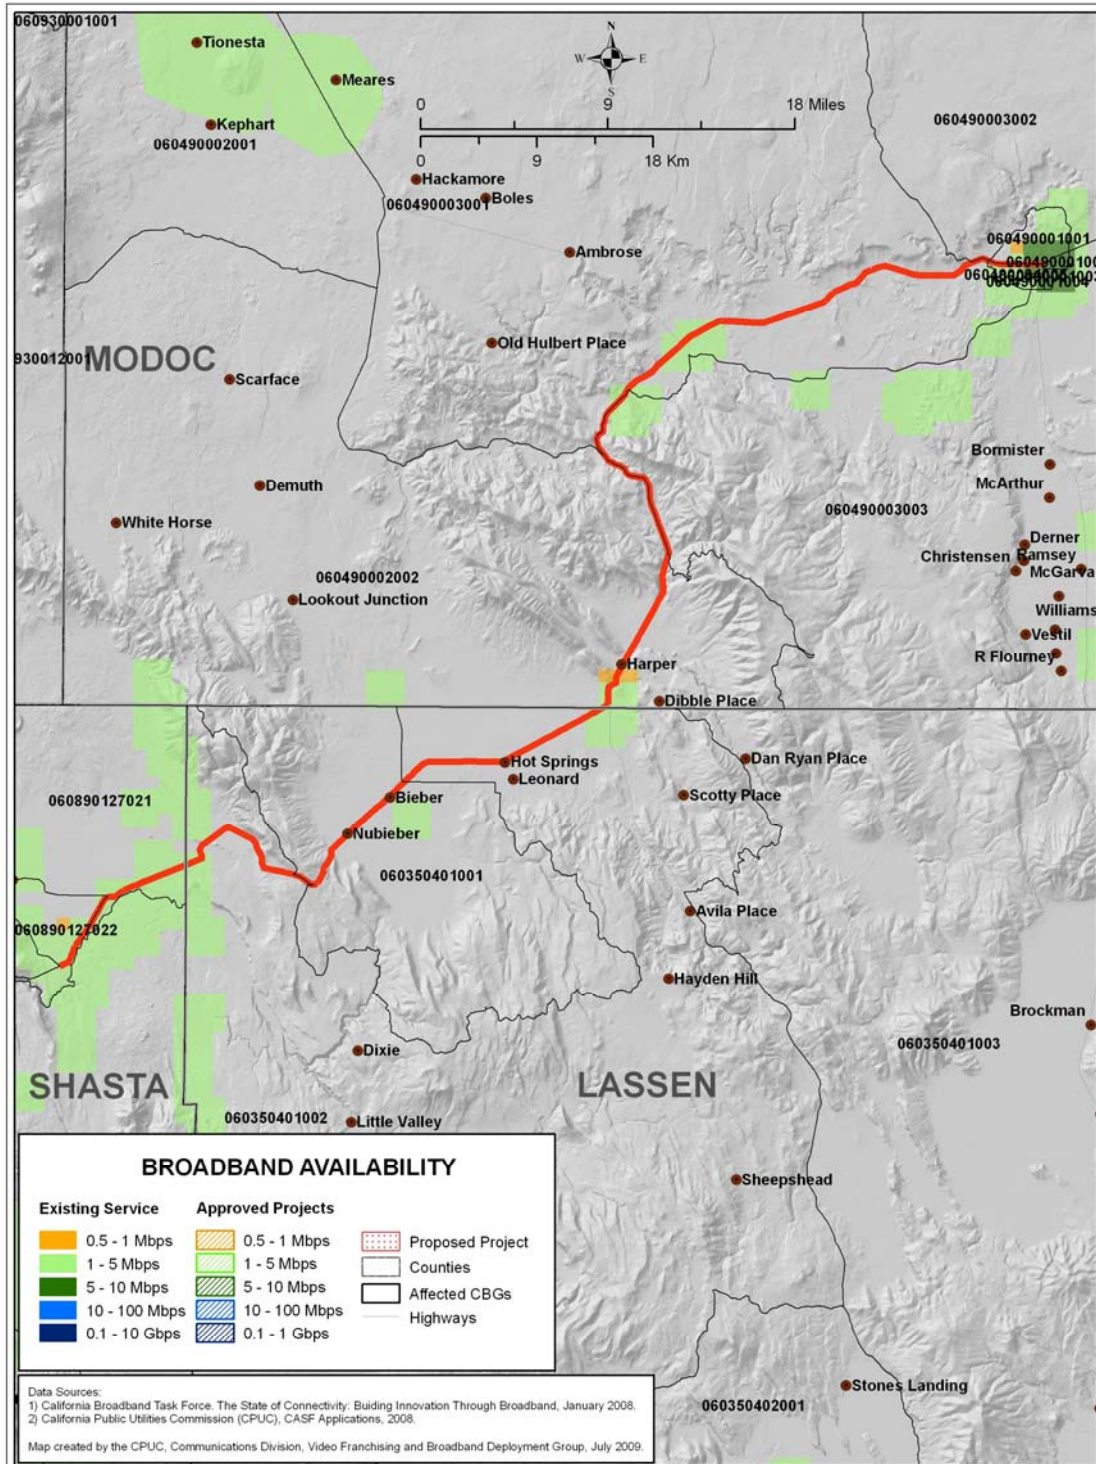 060930001001
Tionesta
N
W E
S
Meares
0 9 18 Miles
Kephart
060490003002
060490002001
9 18 Km
0
Hackamore
Boles
060490003001
060490001001
Ambrose
060490001004
Old Hulbert Place
930012001
MODOC
Scarface
Bormister
Demuth
McArthur
060490003003
White Horse
Derner
Christensen
Ramsey
McGarva
060490002002
Lookout Junction
Williams
Vestil
Harper
R Flourney
Dibble Place
Hot Springs
Dan Ryan Place
Leonard
Scotty Place
060890127021
Bieber
Nubieber
060350401001
Avila Place
060890127022
Hayden Hill
Brockman
060350401003
Dixie
SHASTA
LASSEN
060350401002
Little Valley
Sheepshead
BROADBAND AVAILABILITY
Existing Service
0.5 - 1 Mbps
1 - 5 Mbps
5 - 10 Mbps
10 - 100 Mbps
0.1 - 10 Gbps
Approved Projects
0.5 - 1 Mbps
1 - 5 Mbps
5 - 10 Mbps
10 - 100 Mbps
0.1 - 1 Gbps
Proposed Project
Counties
Affected CBGs
Highways
Stones Landing
060350402001
Data Sources:
1) California Broadband Task Force. The State of Connectivity: Buiding Innovation Through Broadband, January 2008.
2) California Public Utilities Commission (CPUC), CASF Applications, 2008.
Map created by the CPUC, Communications Division, Video Franchising and Broadband Deployment Group, July 2009.